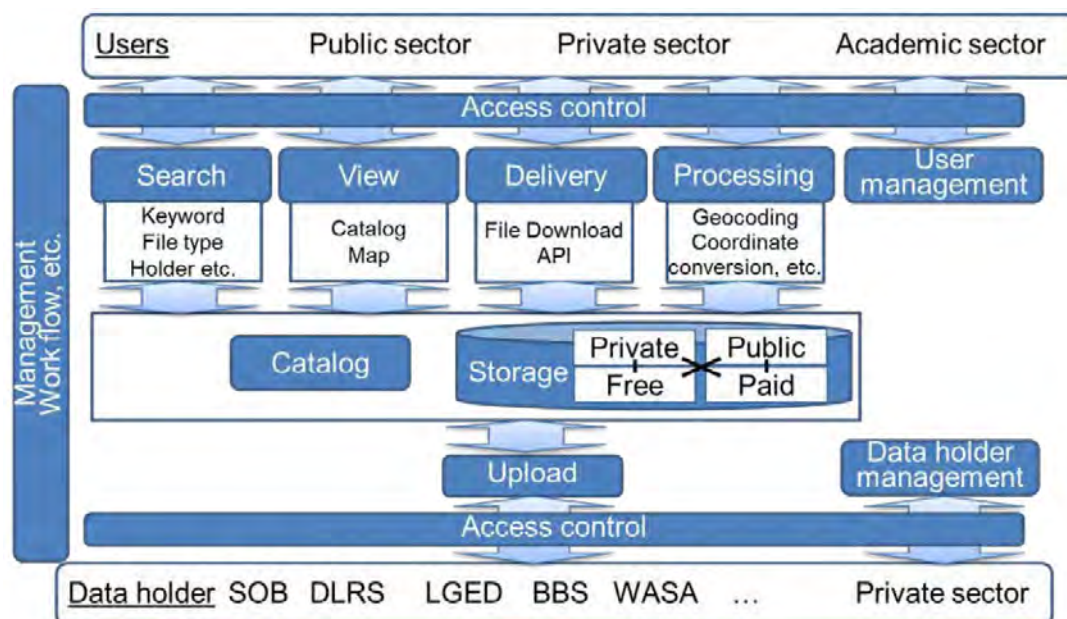 Users Public sector Private sector Academic sector
Access control
Search View Delivery Processing User
management
Keyword
File type
Holder etc.
Catalog
Map
File Download
API
Geocoding
Coordinate
conversion, etc.
Management
Work flow, etc.
Catalog
Storage
Private Public
Free Paid
Upload
Data holder
management
Access control
Data holder SOB DLRS LGED BBS WASA … Private sector